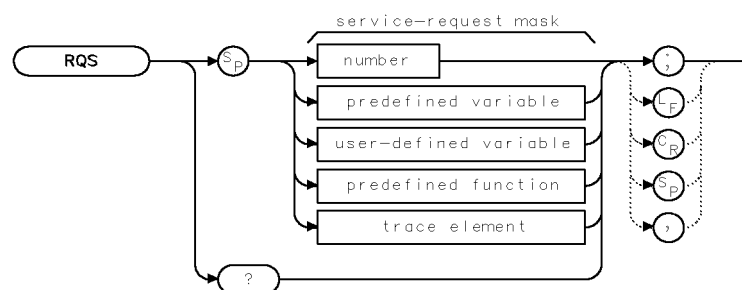 service-request mask
RQS
SP
number
;
predefined variable
LF
user-defined variable
CR
predefined function
SP
trace element
,
?